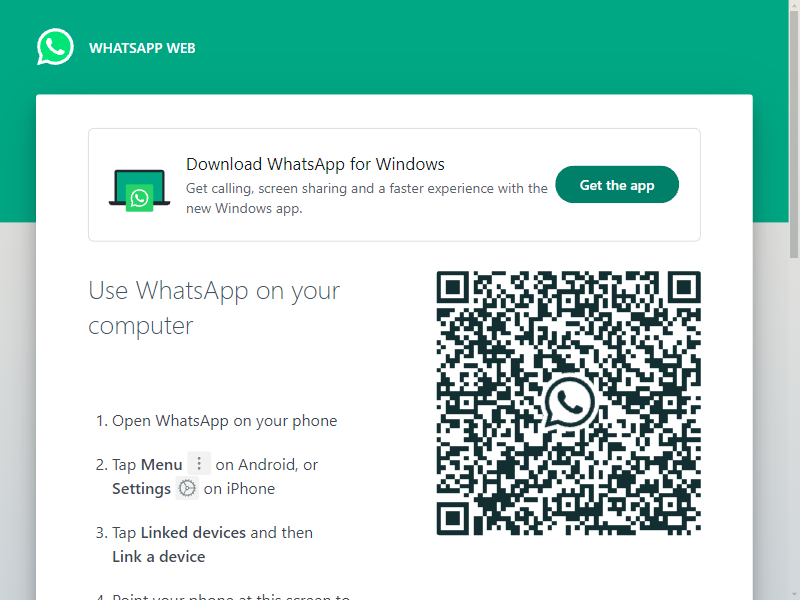 WHATSAPP WEB
Download WhatsApp for Windows
Get calling, screen sharing and a faster experience with the
new Windows app.
Get the app
Use WhatsApp on your
computer
1. Open WhatsApp on your phone
2. Tap Menu on Android, or
Settings on iPhone
3. Tap Linked devices and then
Link a device
4. Point your phone at this screen to